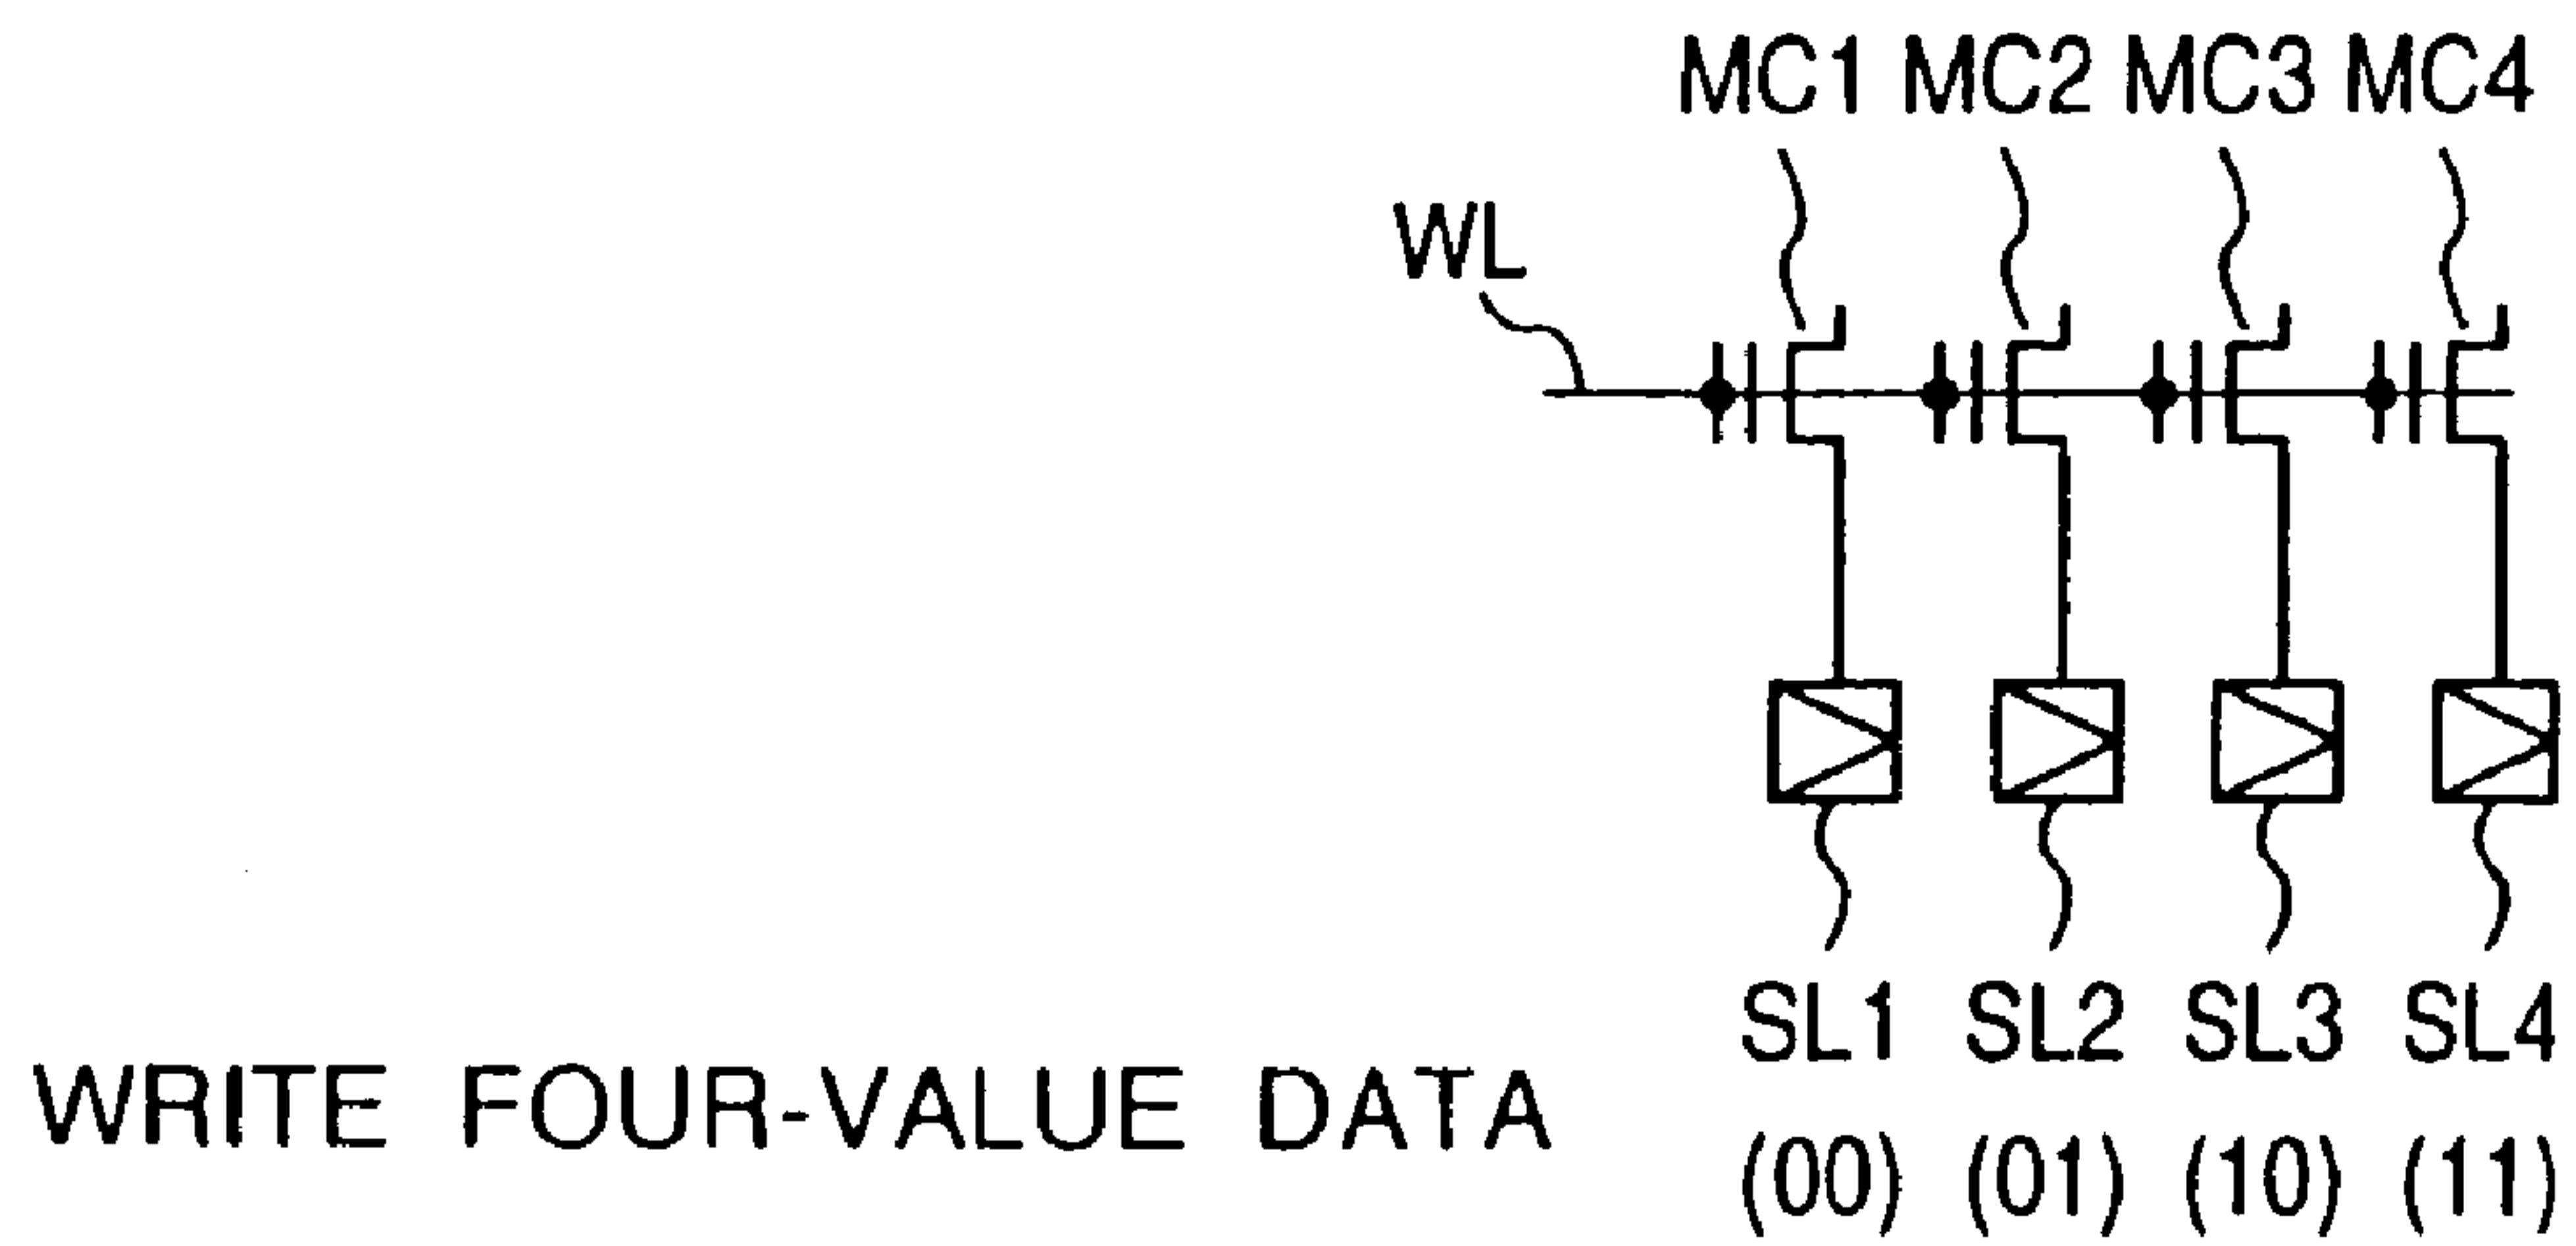 MC1 MC2 MC3 MC4
WL
SL1 SL2 SL3 SL4
WRITE FOUR-VALUE DATA
(00) (01) (10) (11)